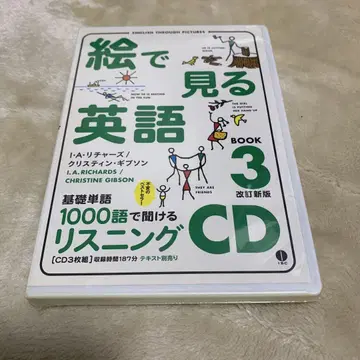 ENGLISH THROUGH PICTURES
絵で
見る
英語
BOOK
3
改訂新版
I・A・リチャーズ/
クリスティン・ギブソン
I.A.RICHARDS/
CHRISTINE GIBSON
THEY ARE
FRIENDS
基礎単語
1000語で聞ける
リスニングCD
[CD3枚組] 収録時間187分 テキスト別売り